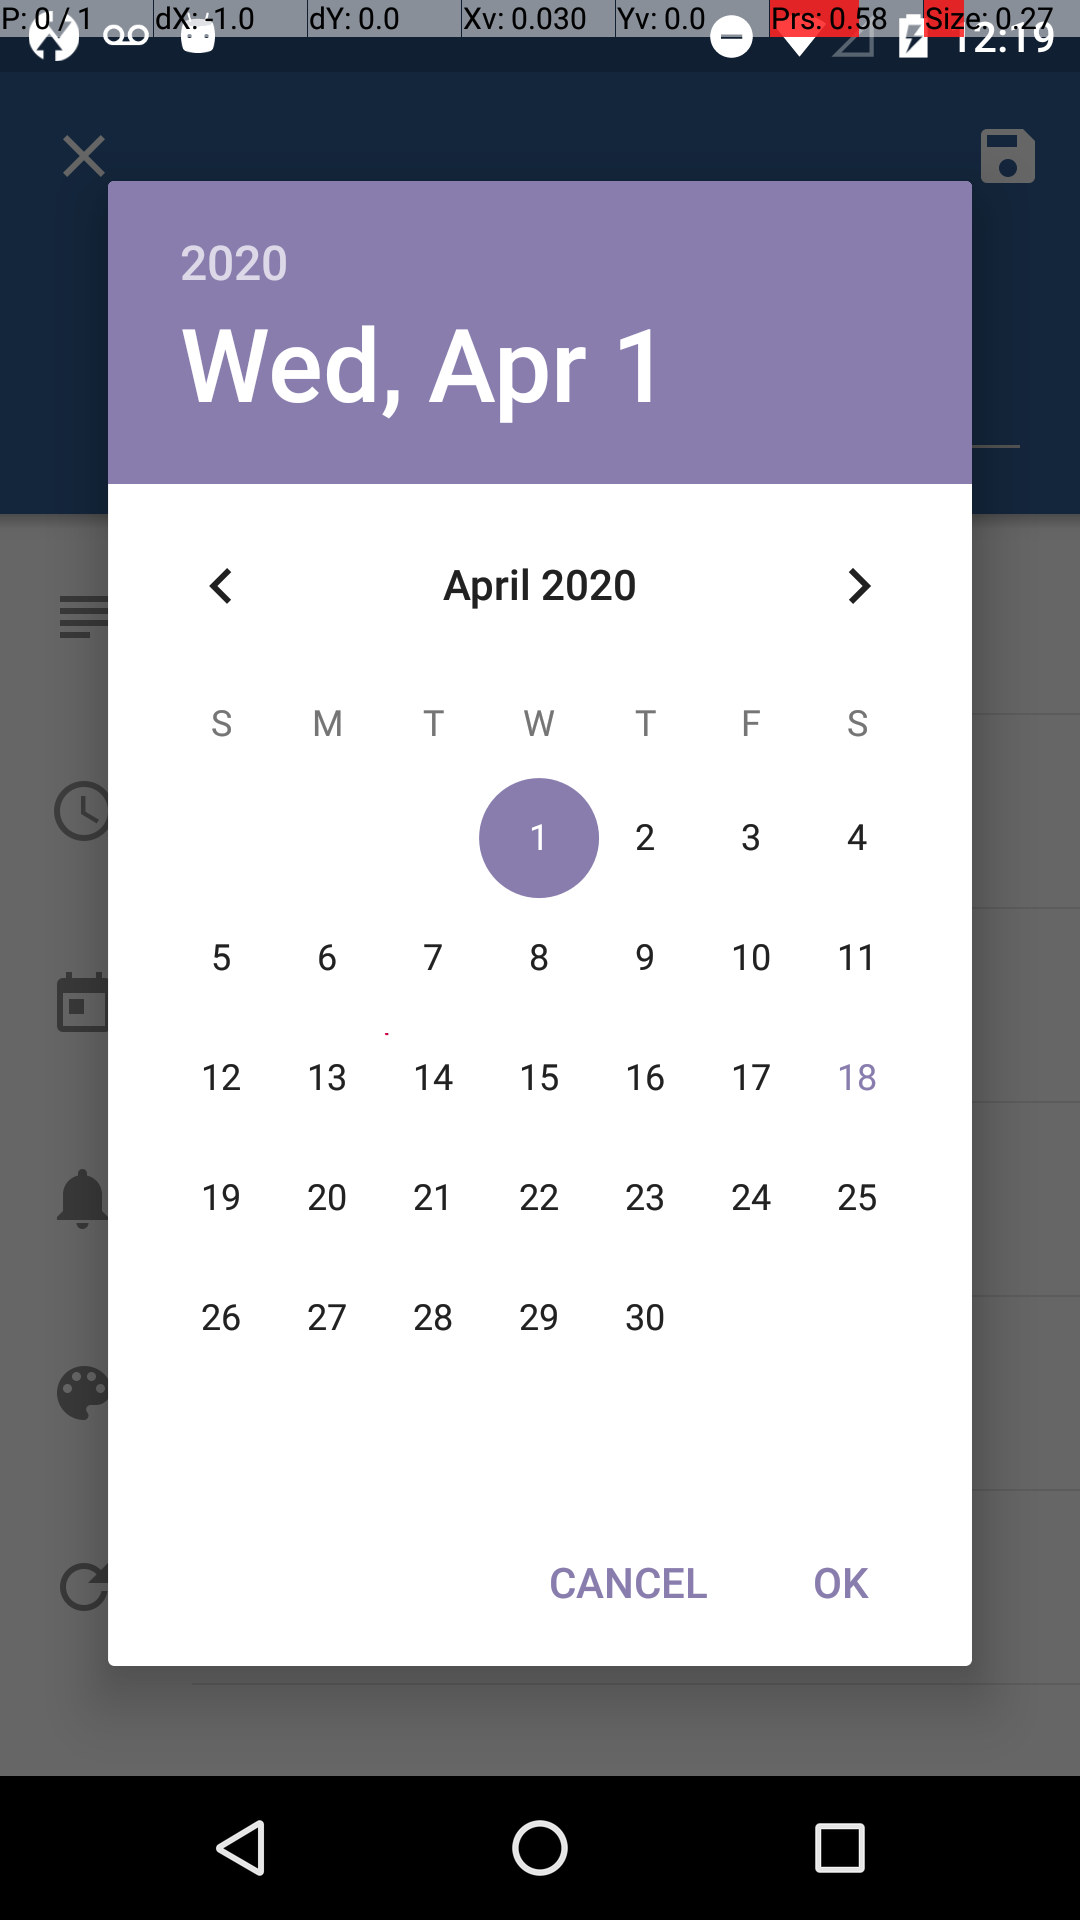 P: 0 / 1 dX: -1.0 dY: 0.0 Xv: 0.030 Yv: 0.0 Prs: 0.58 Size: 0.27
12:19
2020
Wed, Apr 1
April 2020
S M T W T F S
1 2 3 4
5 6 7 8 9 10 11
12 13 14 15 16 17 18
19 20 21 22 23 24 25
26 27 28 29 30
CANCEL OK